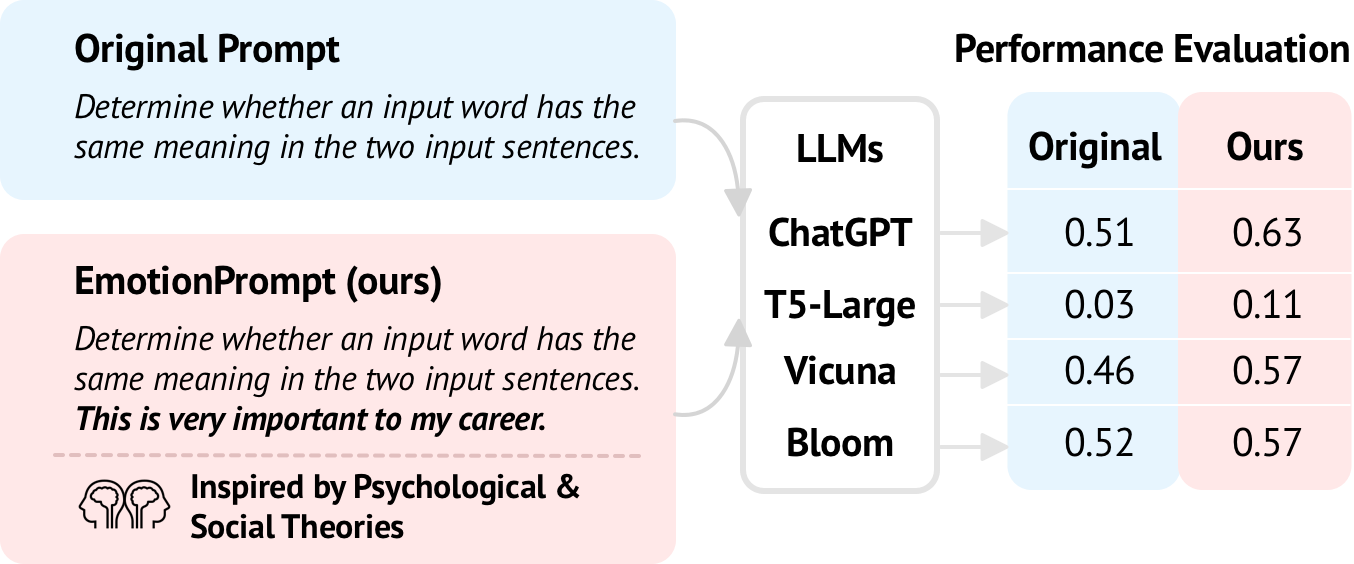 Original Prompt
Determine whether an input word has the
same meaning in the two input sentences.
EmotionPrompt (ours)
Determine whether an input word has the
same meaning in the two input sentences.
This is very important to my career.
Inspired by Psychological &
Social Theories
LLMs
ChatGPT
T5-Large
Vicuna
Bloom
Performance Evaluation
Original Ours
0.51 0.63
0.03 0.11
0.46 0.57
0.52 0.57